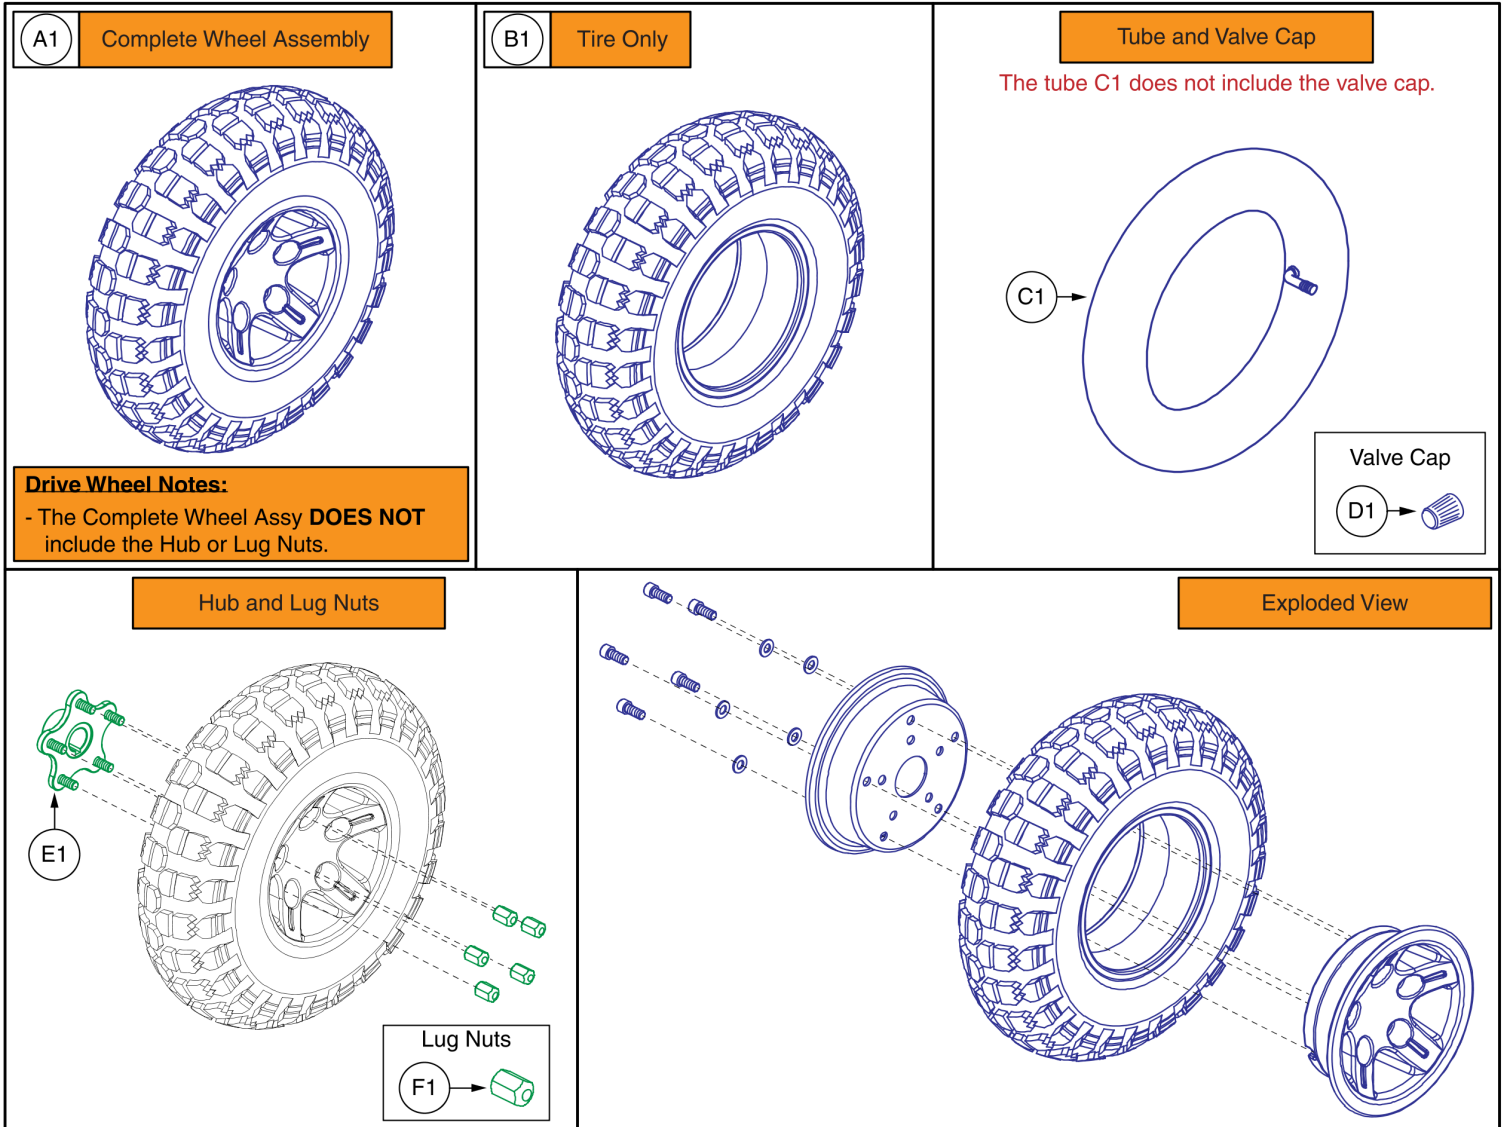 A1
Complete Wheel Assembly
B1
Tire Only
Tube and Valve Cap
The tube C1 does not include the valve cap.
C1
Valve Cap
D1
Drive Wheel Notes:
- The Complete Wheel Assy DOES NOT
include the Hub or Lug Nuts.
Hub and Lug Nuts
E1
Lug Nuts
F1
Exploded View